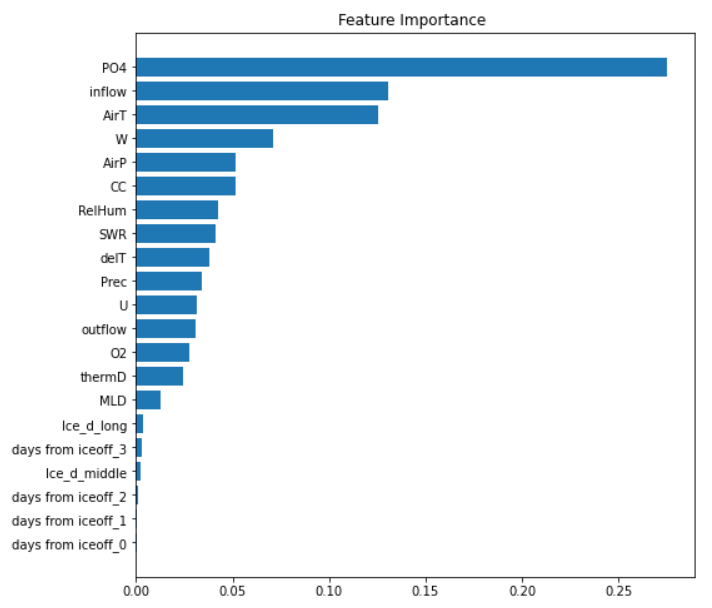 Feature Importance
PO4
inflow
AirT
W
AirP
CC
RelHum
SWR
delT
Prec
U
outflow
O2
thermD
MLD
Ice_d_long
days from iceoff_3
Ice_d_middle
days from iceoff_2
days from iceoff_1
days from iceoff_0
0.00 0.05 0.10 0.15 0.20 0.25